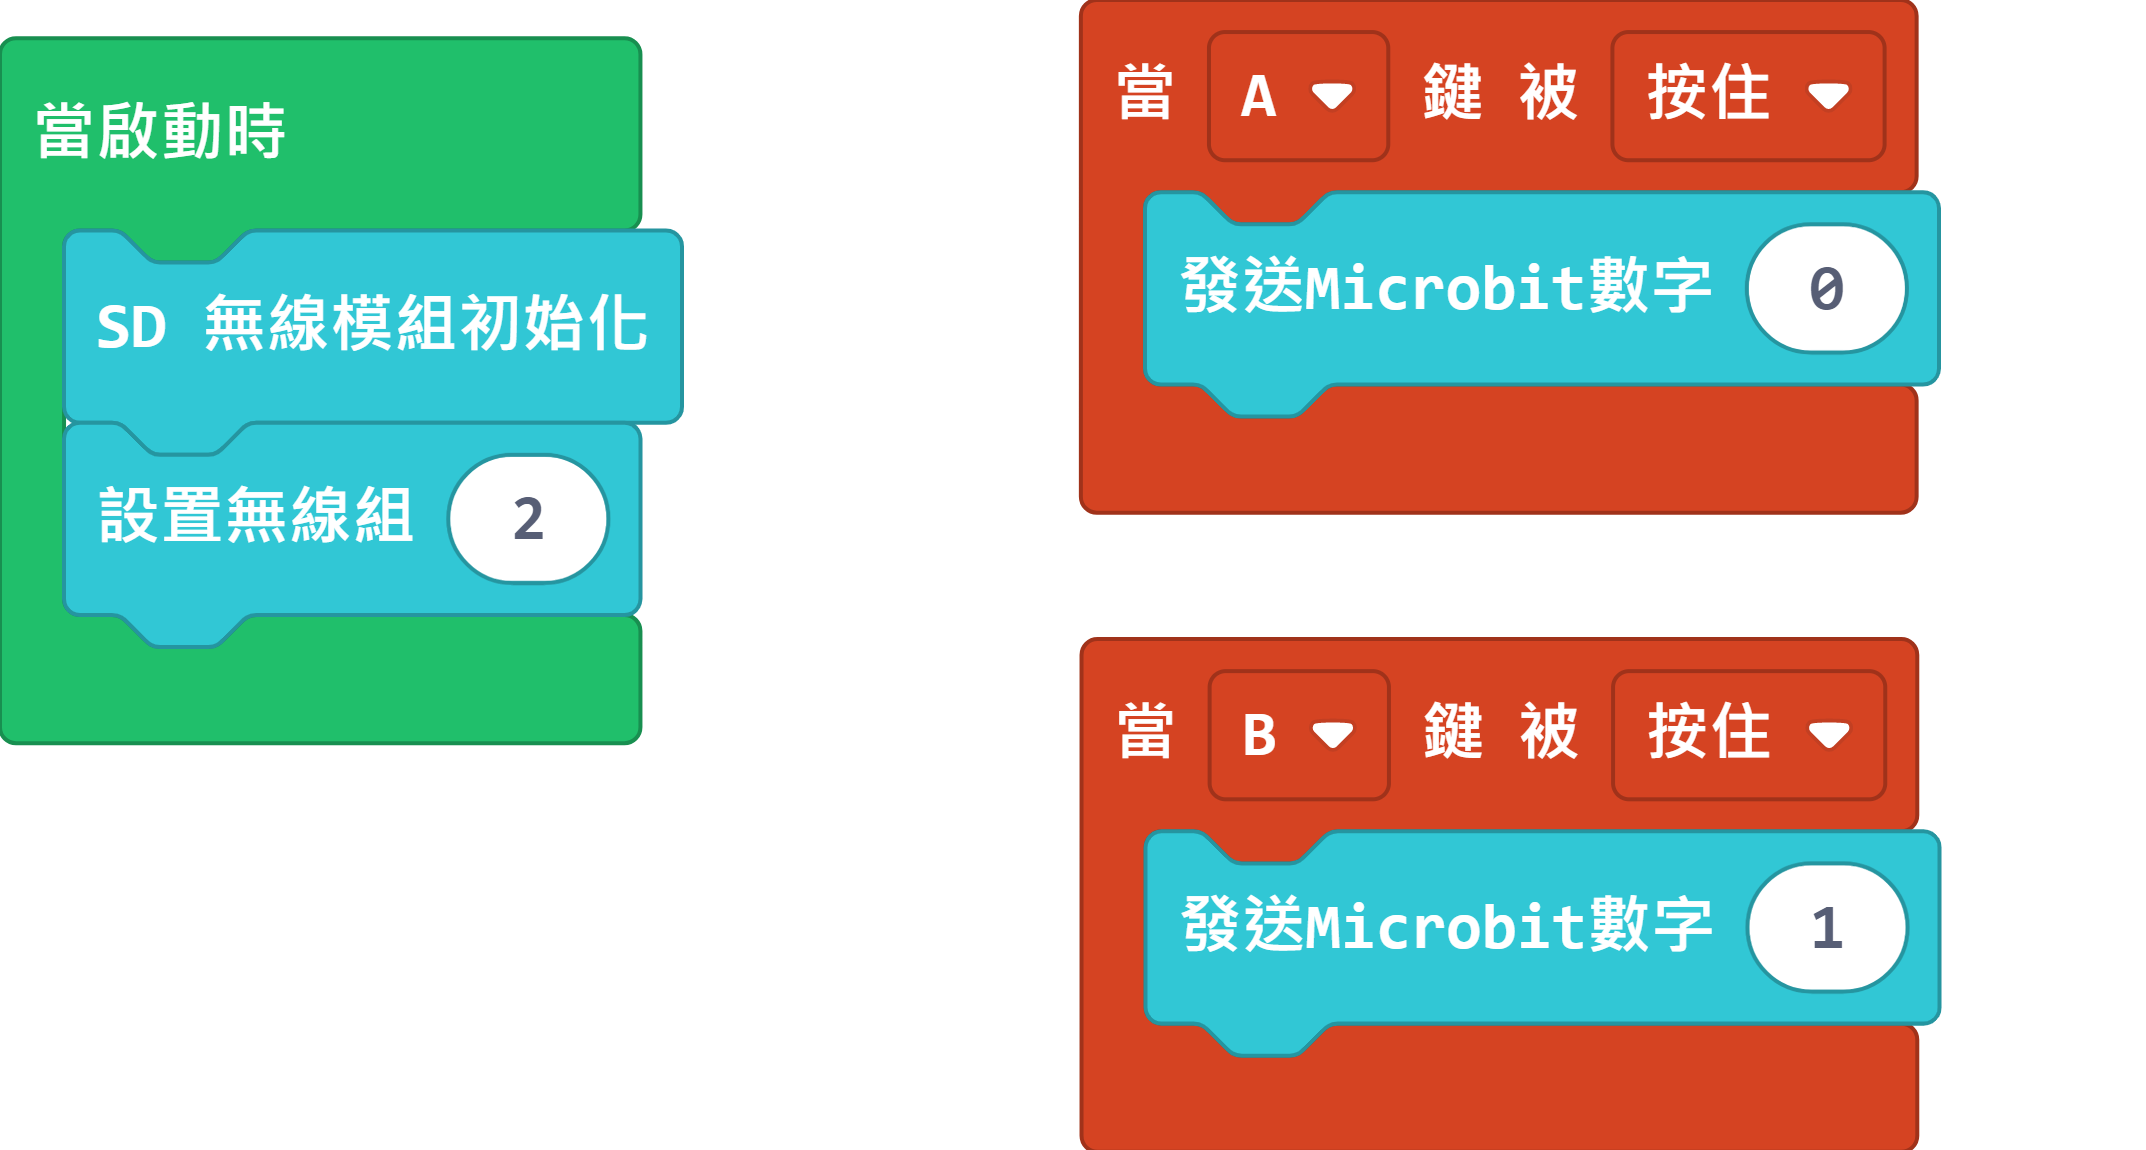 當啟動時
SD 無線模組初始化
設置無線組 2
當 A 鍵 被 按住
發送Microbit數字 0
當 B 鍵 被 按住
發送Microbit數字 1